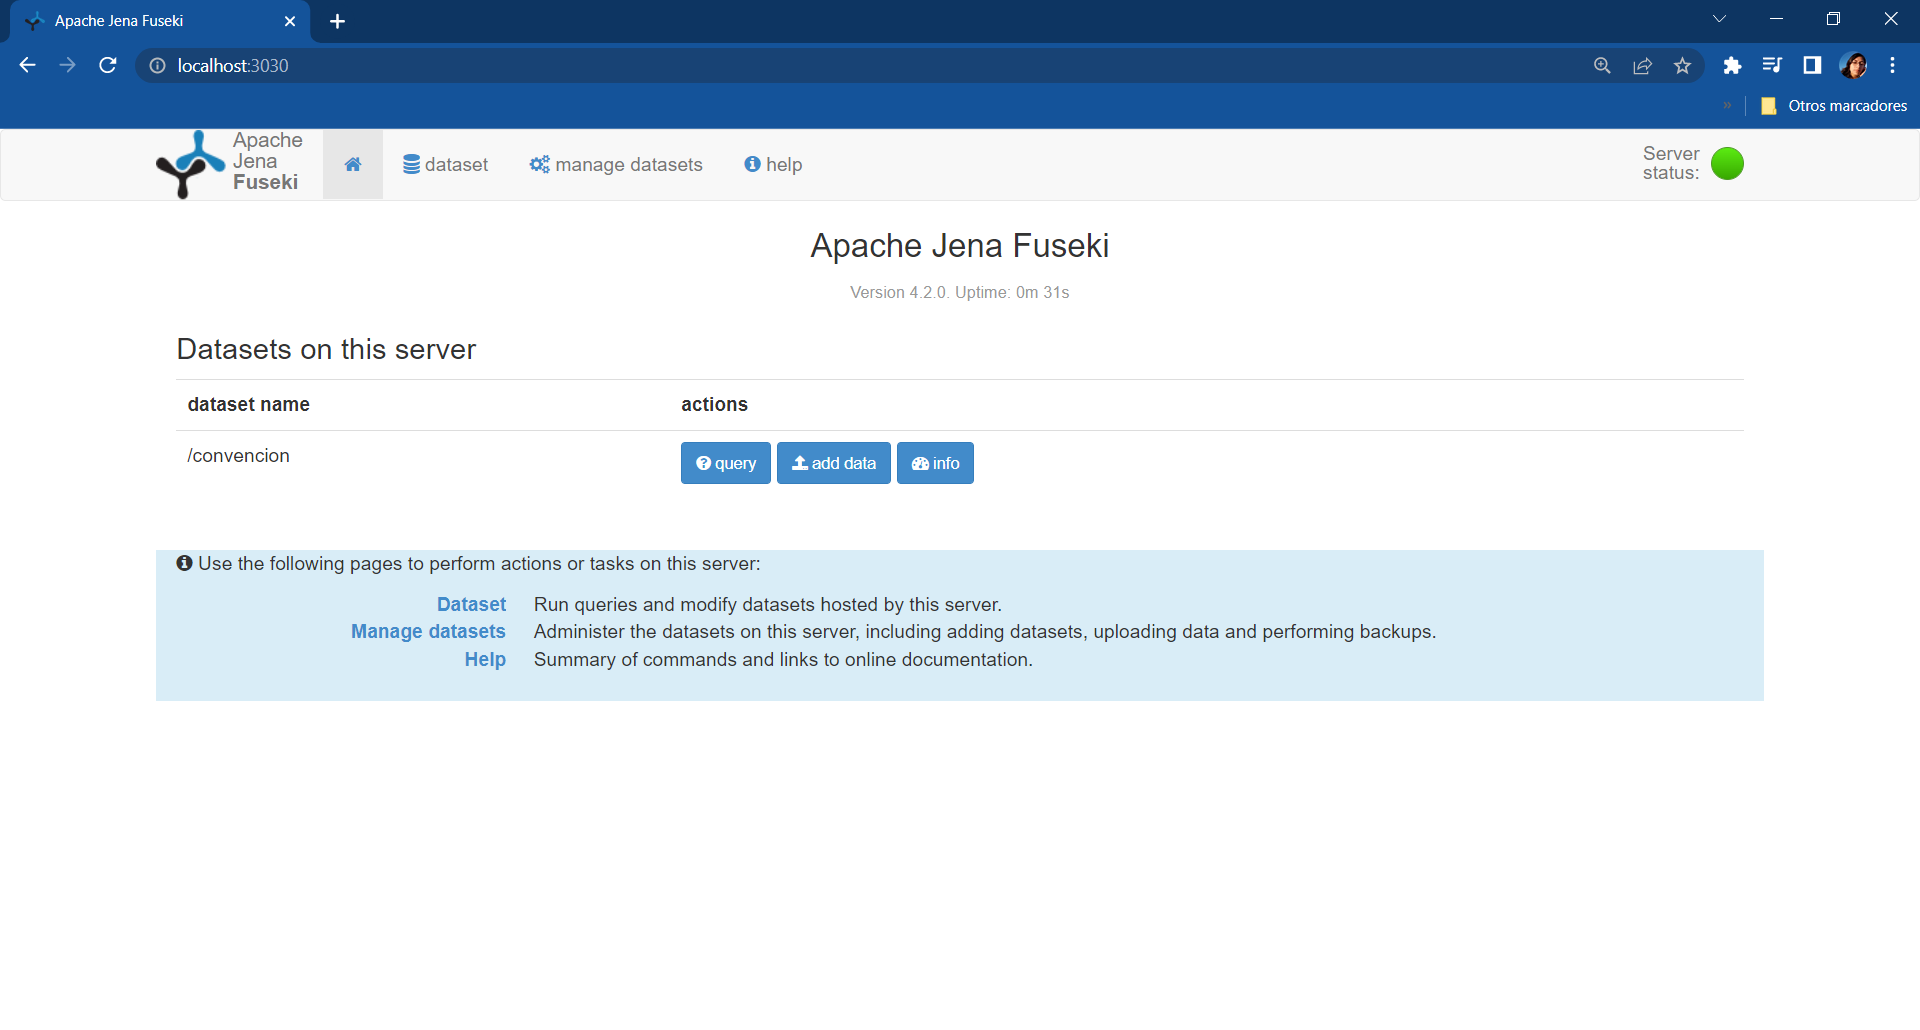 Apache Jena Fuseki
localhost:3030
»
Otros marcadores
Apache
Jena
Fuseki
dataset
manage datasets
help
Server
status:
Apache Jena Fuseki
Version 4.2.0. Uptime: 0m 31s
Datasets on this server
dataset name actions
/convencion query add data info
Use the following pages to perform actions or tasks on this server:
Dataset Run queries and modify datasets hosted by this server.
Manage datasets Administer the datasets on this server, including adding datasets, uploading data and performing backups.
Help Summary of commands and links to online documentation.